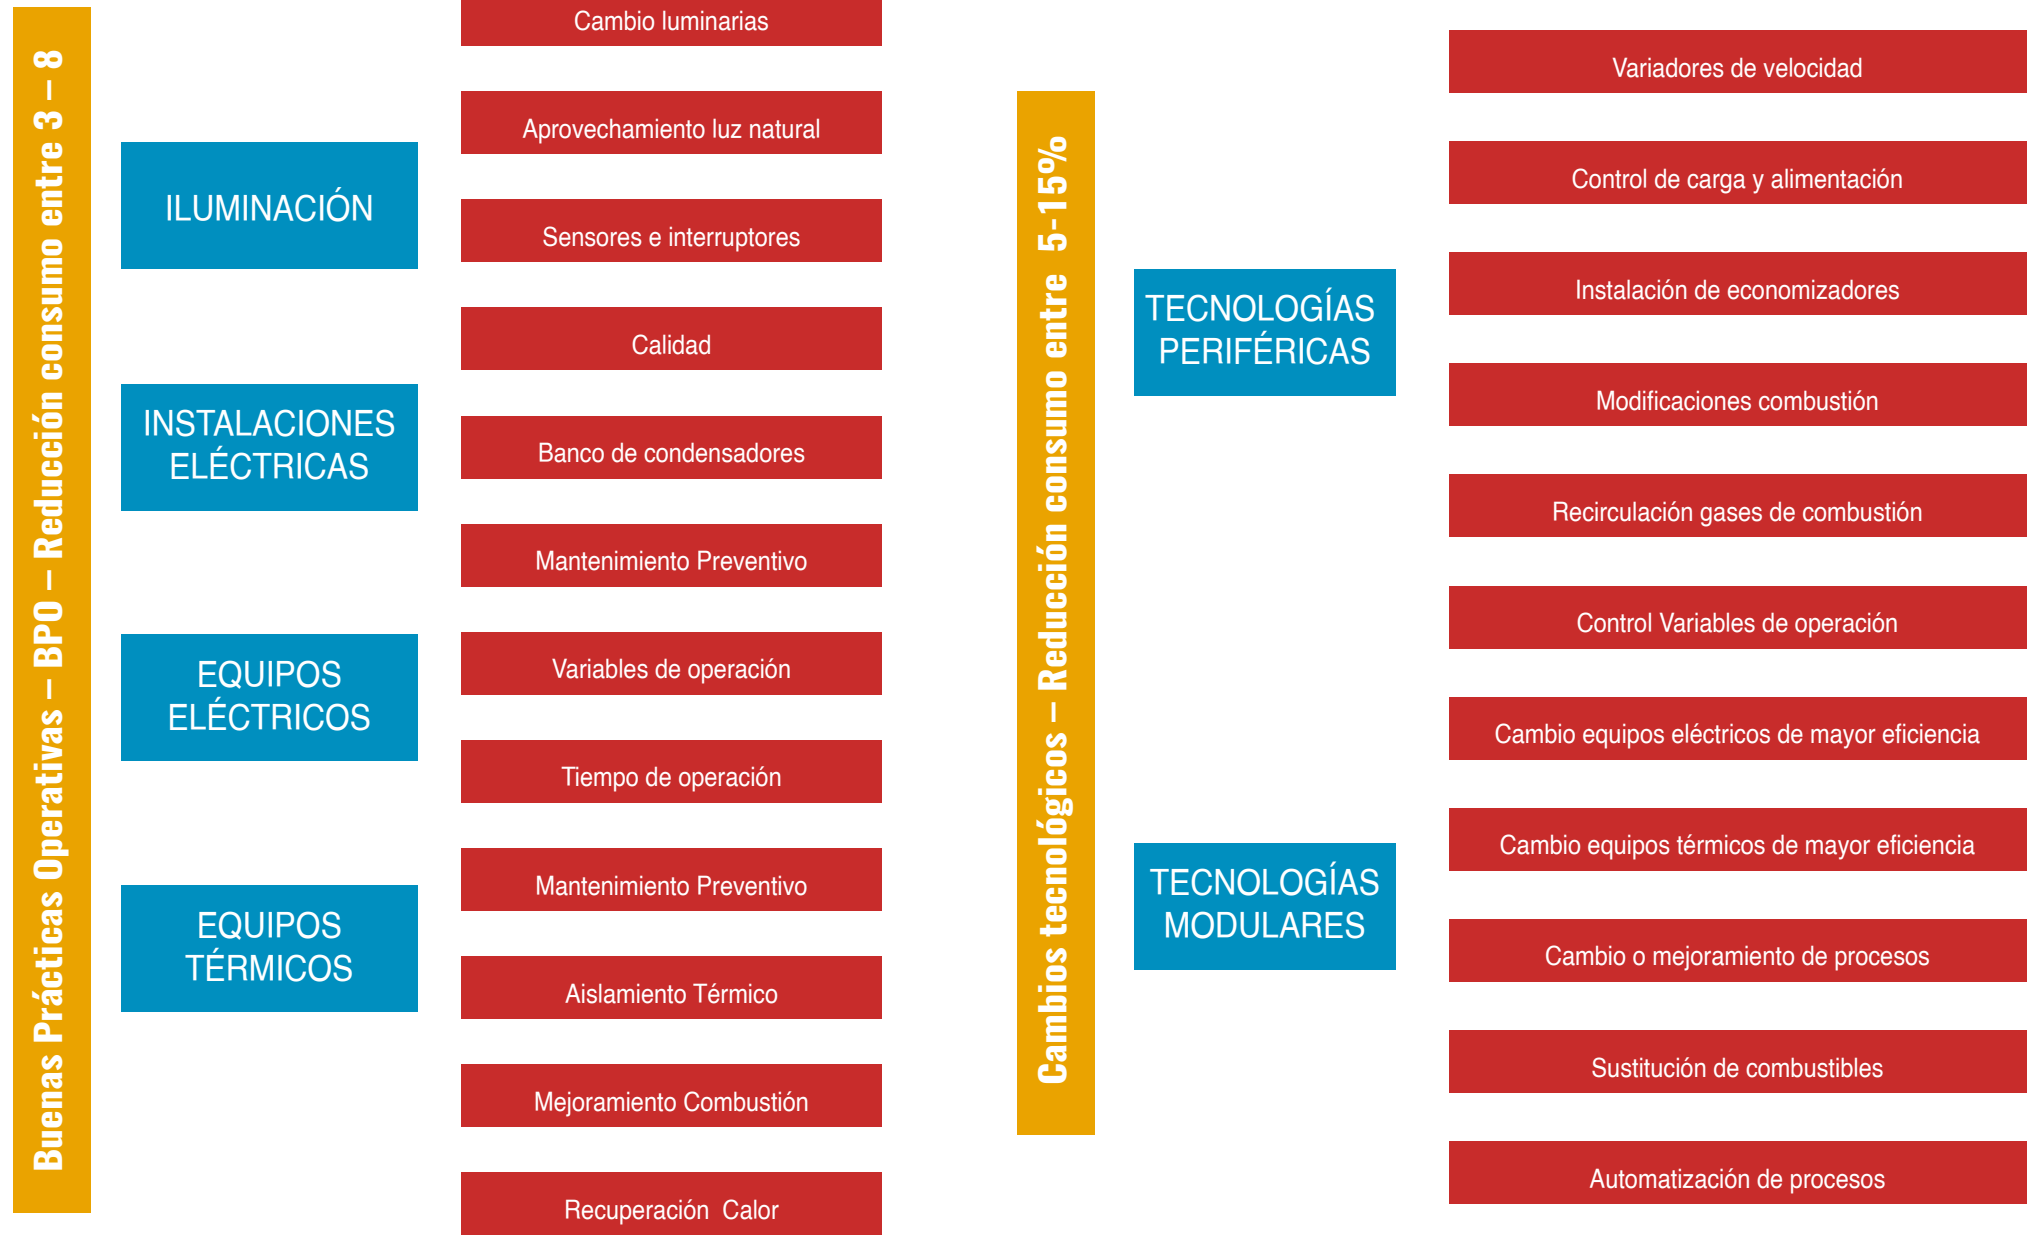 Buenas Prácticas Operativas – BPO – Reducción consumo entre 3 – 8
ILUMINACIÓN
INSTALACIONES
ELÉCTRICAS
EQUIPOS
ELÉCTRICOS
EQUIPOS
TÉRMICOS
Cambio luminarias
Aprovechamiento luz natural
Sensores e interruptores
Calidad
Banco de condensadores
Mantenimiento Preventivo
Variables de operación
Tiempo de operación
Mantenimiento Preventivo
Aislamiento Térmico
Mejoramiento Combustión
Recuperación  Calor
Cambios tecnológicos – Reducción consumo entre  5-15%
TECNOLOGÍAS
PERIFÉRICAS
TECNOLOGÍAS
MODULARES
Variadores de velocidad
Control de carga y alimentación
Instalación de economizadores
Modificaciones combustión
Recirculación gases de combustión
Control Variables de operación
Cambio equipos eléctricos de mayor eficiencia
Cambio equipos térmicos de mayor eficiencia
Cambio o mejoramiento de procesos
Sustitución de combustibles
Automatización de procesos